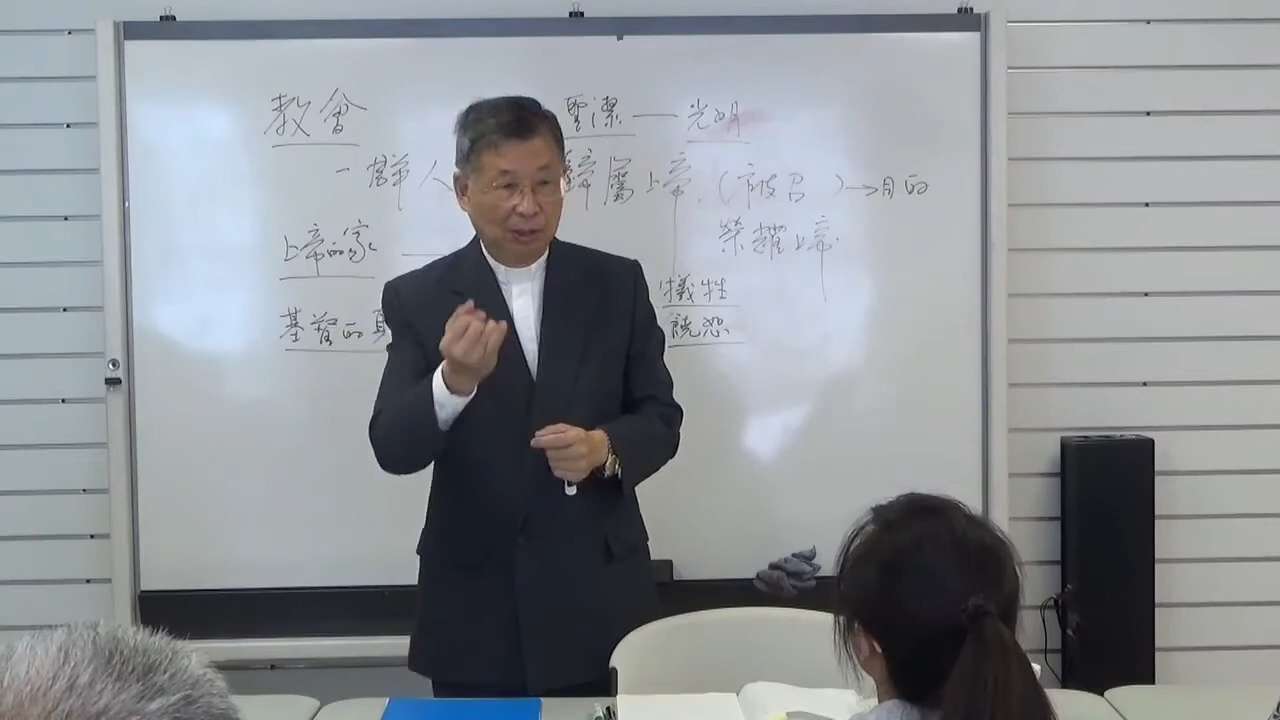 教會 聖潔 — 光明
一群人 歸屬上帝.(被召 )→目的
上帝的家 — 榮耀上帝.
犧牲
基督的身 饒恕